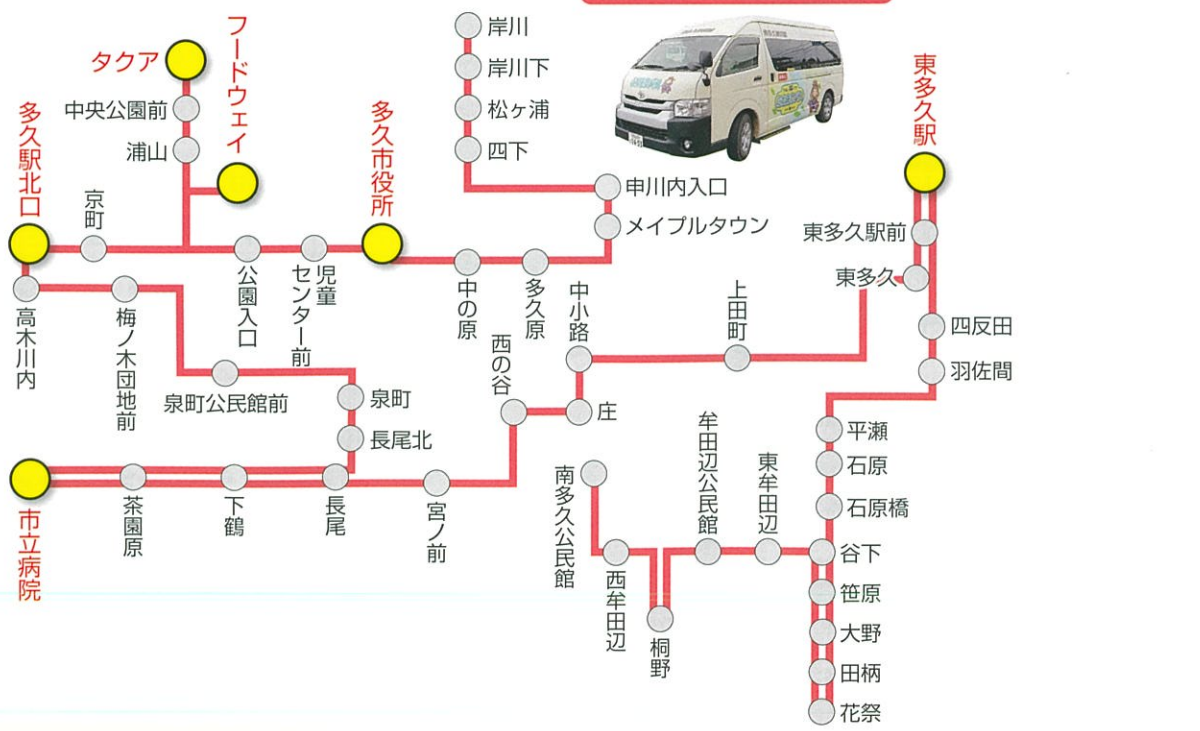 岸川
岸川下
松ヶ浦
四下
申川内入口
メイプルタウン
タクア
中央公園前
浦山
フードウェイ
多久駅北口
京町
公園入口
児童
センター前
多久市役所
中の原
多久原
高木川内
梅ノ木団地前
泉町公民館前
泉町
長尾北
市立病院
茶園原
下鶴
長尾
宮ノ前
西の谷
庄
中小路
上田町
東多久駅
東多久駅前
東多久
四反田
羽佐間
平瀬
石原
石原橋
谷下
笹原
大野
田柄
花祭
東牟田辺
牟田辺公民館
桐野
西牟田辺
南多久公民館